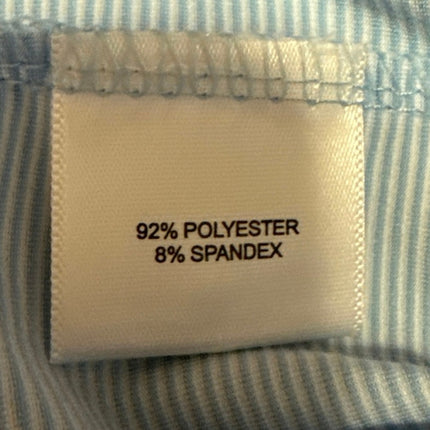 92% POLYESTER
8% SPANDEX